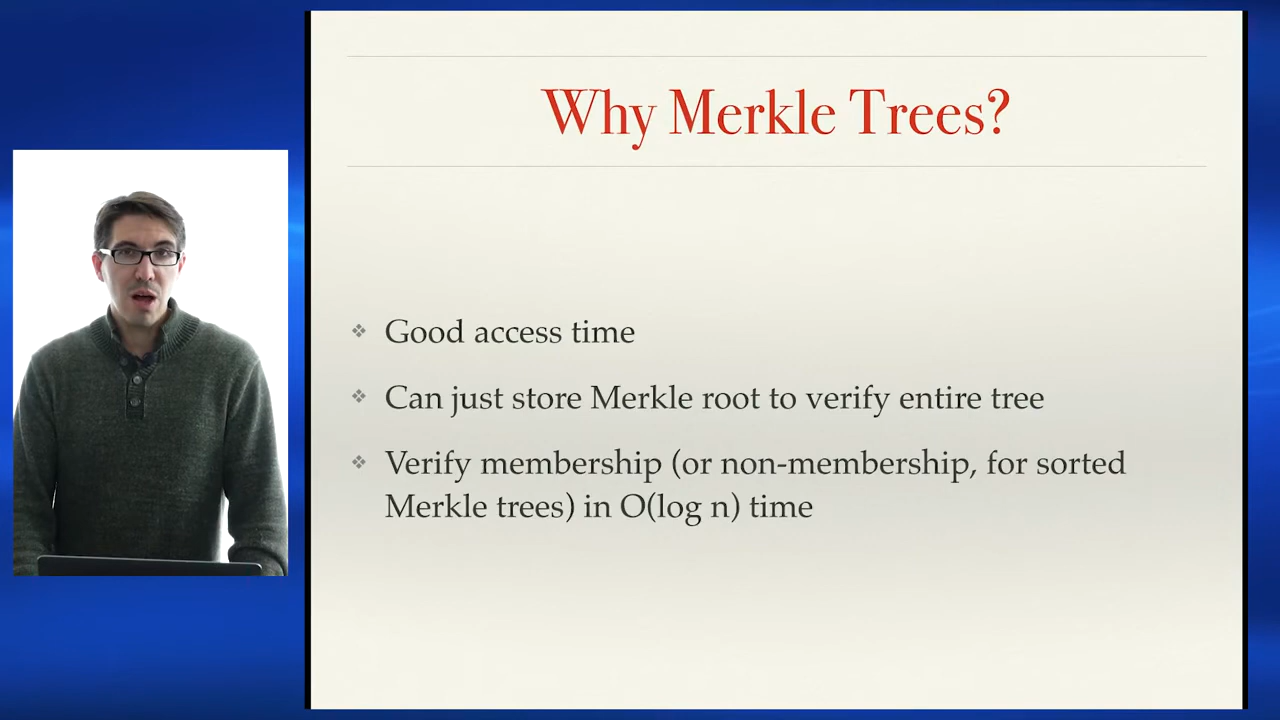 Why Merkle Trees?
Good access time
Can just store Merkle root to verify entire tree
Verify membership (or non-membership, for sorted
Merkle trees) in O(log n) time